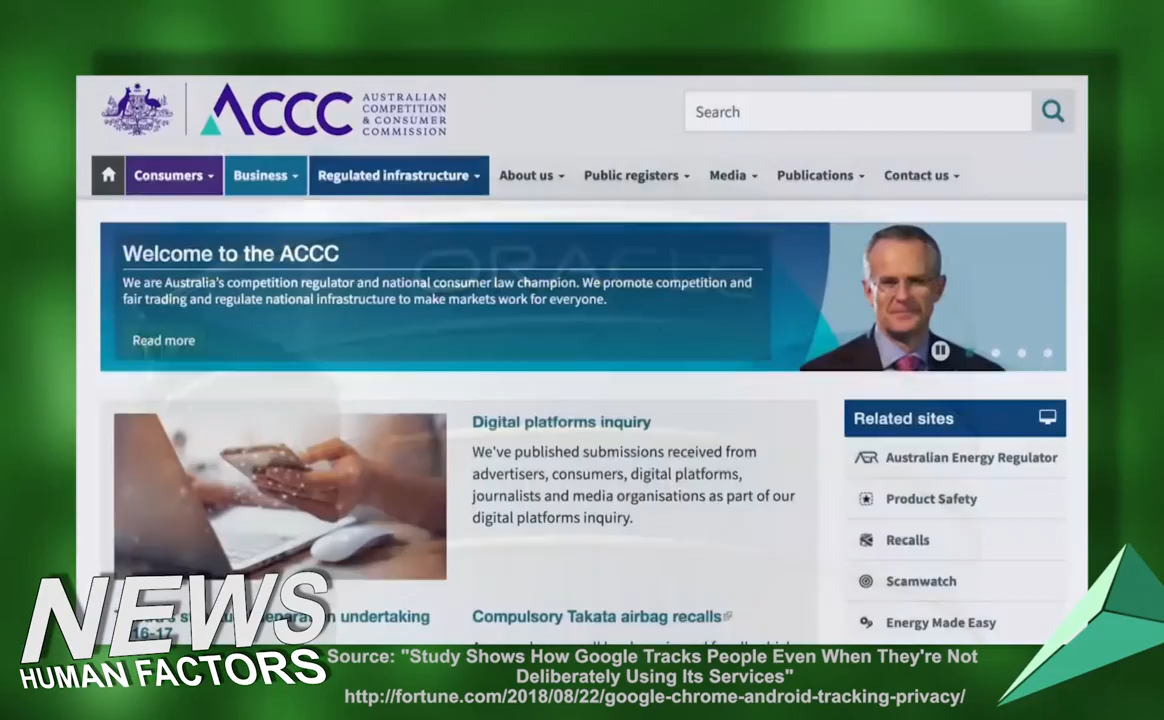 ACCC
AUSTRALIAN
COMPETITION
& CONSUMER
COMMISSION
Search
Consumers
Business
Regulated infrastructure
About us
Public registers
Media
Publications
Contact us
Welcome to the ACCC
We are Australia's competition regulator and national consumer law champion. We promote competition and
fair trading and regulate national infrastructure to make markets work for everyone.
Read more
ORACLE
Digital platforms inquiry
We've published submissions received from
advertisers, consumers, digital platforms,
journalists and media organisations as part of our
digital platforms inquiry.
undertaking
16-17
Compulsory Takata airbag recalls
Related sites
AER Australian Energy Regulator
Product Safety
Recalls
Scamwatch
Energy Made Easy
NEWS
HUMAN FACTORS
Source: "Study Shows How Google Tracks People Even When They're Not
Deliberately Using Its Services"
http://fortune.com/2018/08/22/google-chrome-android-tracking-privacy/